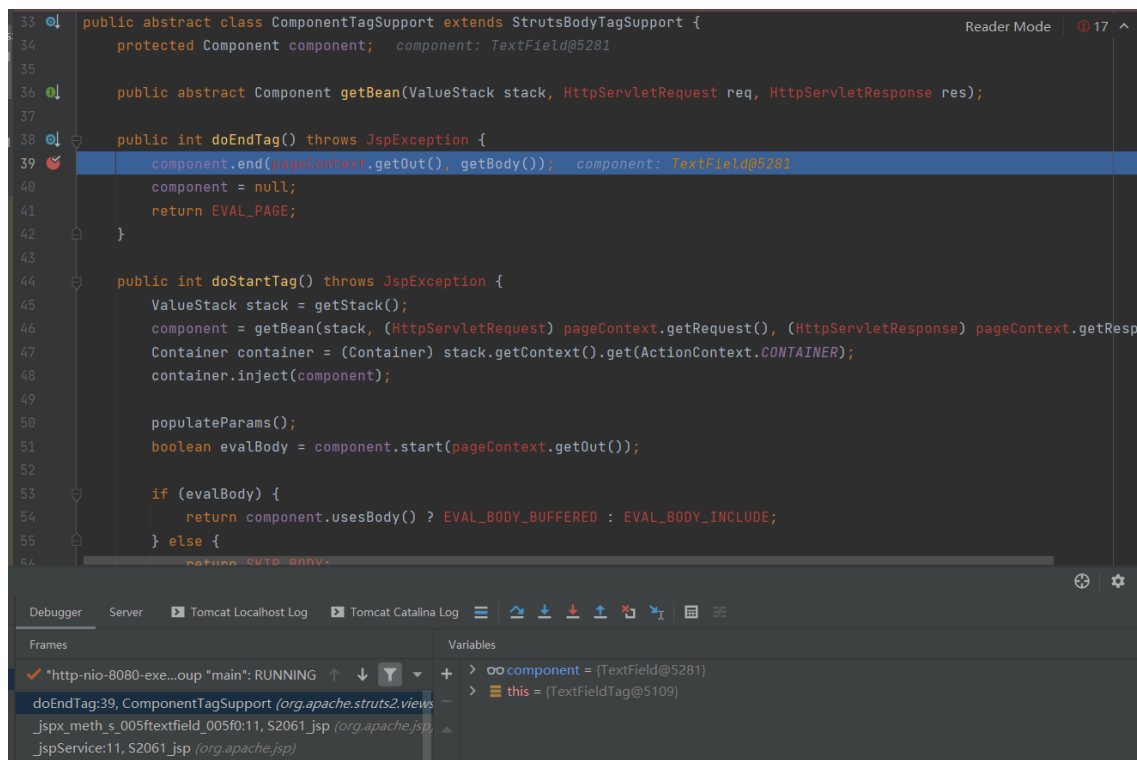 33 public abstract class ComponentTagSupport extends StrutsBodyTagSupport {
Reader Mode 17
34 protected Component component; component: TextField@5281
35
36 public abstract Component getBean(ValueStack stack, HttpServletRequest req, HttpServletResponse res);
37
38 public int doEndTag() throws JspException {
39 component.end(pageContext.getOut(), getBody()); component: TextField@5281
40 component = null;
41 return EVAL_PAGE;
42 }
43
44 public int doStartTag() throws JspException {
45 ValueStack stack = getStack();
46 component = getBean(stack, (HttpServletRequest) pageContext.getRequest(), (HttpServletResponse) pageContext.getResp
47 Container container = (Container) stack.getContext().get(ActionContext.CONTAINER);
48 container.inject(component);
49
50 populateParams();
51 boolean evalBody = component.start(pageContext.getOut());
52
53 if (evalBody) {
54 return component.usesBody() ? EVAL_BODY_BUFFERED : EVAL_BODY_INCLUDE;
55 } else {
56 return SKIP_BODY;
Debugger Server Tomcat Localhost Log Tomcat Catalina Log
Frames Variables
"http-nio-8080-exe...oup "main": RUNNING
component = {TextField@5281}
this = {TextFieldTag@5109}
doEndTag:39, ComponentTagSupport (org.apache.struts2.views
_jspx_meth_s_005ftextfield_005f0:11, S2061_jsp (org.apache.jsp)
_jspService:11, S2061_jsp (org.apache.jsp)